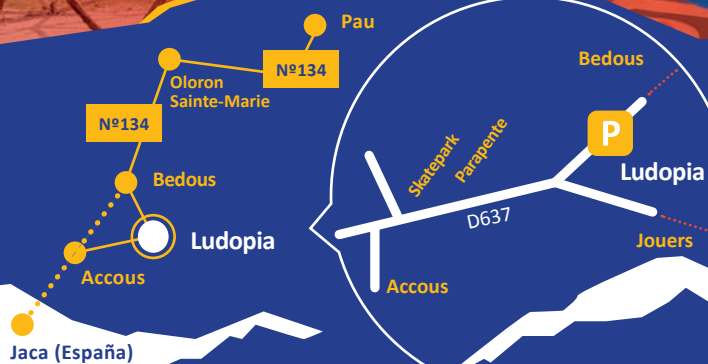 Pau
Nº134
Oloron
Sainte-Marie
Nº134
Bedous
Ludopia
Accous
Jaca (España)
Bedous
P
Skatepark
Parapente
Ludopia
D637
Jouers
Accous